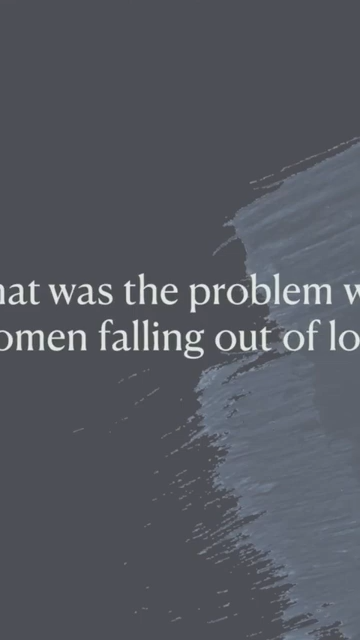 hat was the problem w
omen falling out of lo